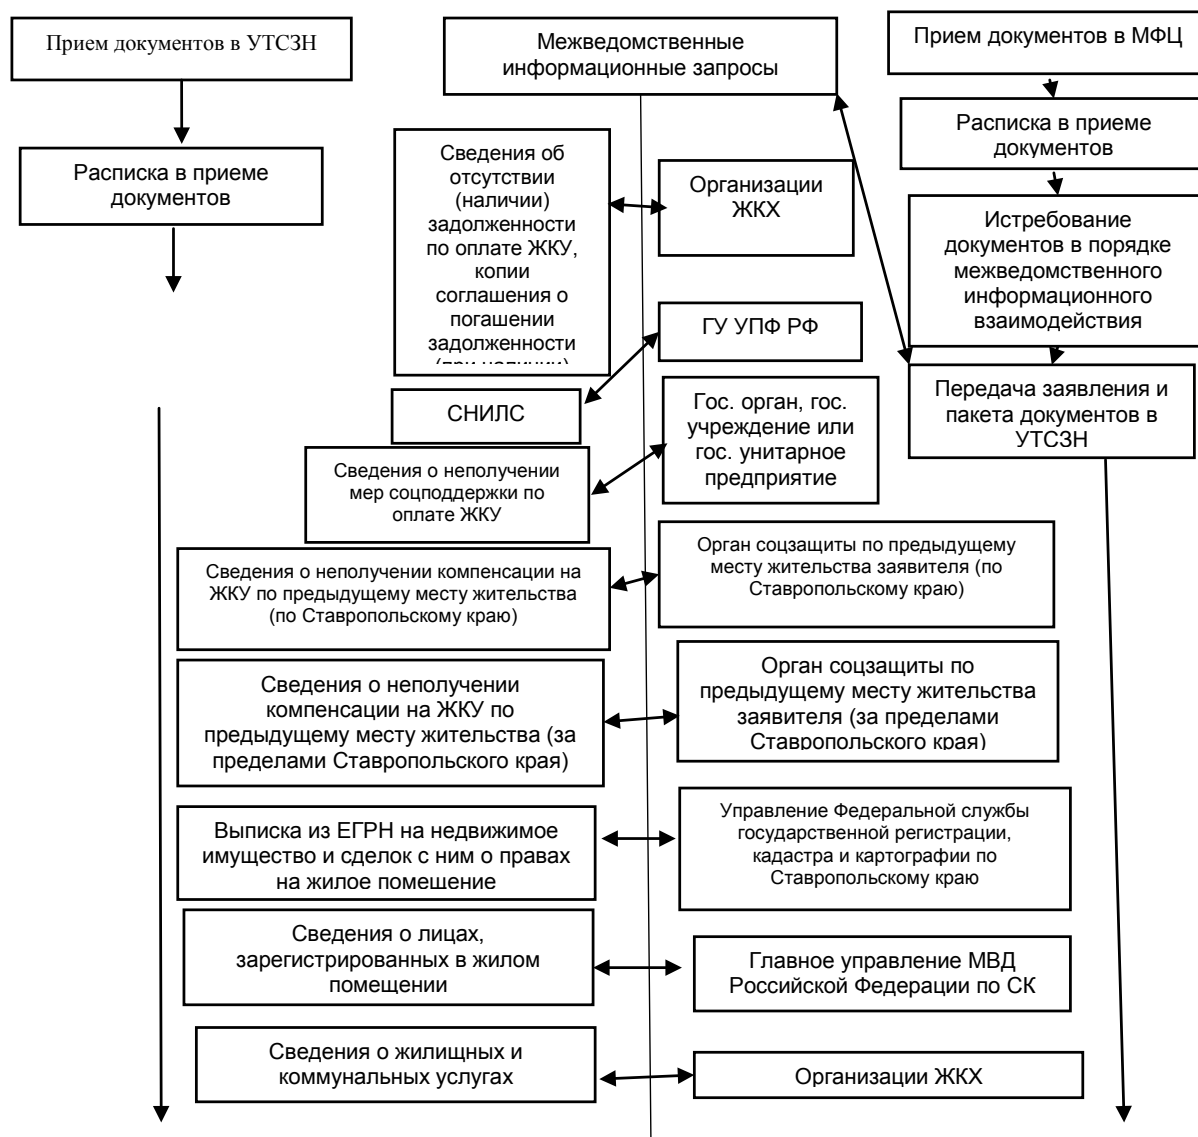 Прием документов в УТСЗН
Межведомственные
информационные запросы
Прием документов в МФЦ
Расписка в приеме
документов
Расписка в приеме
документов
Сведения об
отсутствии
(наличии)
задолженности
по оплате ЖКУ,
копии
соглашения о
погашении
задолженности
(при наличии)
Организации
ЖКХ
Истребование
документов в порядке
межведомственного
информационного
взаимодействия
ГУ УПФ РФ
СНИЛС
Гос. орган, гос.
учреждение или
гос. унитарное
предприятие
Передача заявления и
пакета документов в
УТСЗН
Сведения о неполучении
мер соцподдержки по
оплате ЖКУ
Сведения о неполучении компенсации на
ЖКУ по предыдущему месту жительства
(по Ставропольскому краю)
Орган соцзащиты по предыдущему
месту жительства заявителя (по
Ставропольскому краю)
Сведения о неполучении
компенсации на ЖКУ по
предыдущему месту жительства (за
пределами Ставропольского края)
Орган соцзащиты по
предыдущему месту жительства
заявителя (за пределами
Ставропольского края)
Выписка из ЕГРН на недвижимое
имущество и сделок с ним о правах
на жилое помещение
Управление Федеральной службы
государственной регистрации,
кадастра и картографии по
Ставропольскому краю
Сведения о лицах,
зарегистрированных в жилом
помещении
Главное управление МВД
Российской Федерации по СК
Сведения о жилищных и
коммунальных услугах
Организации ЖКХ